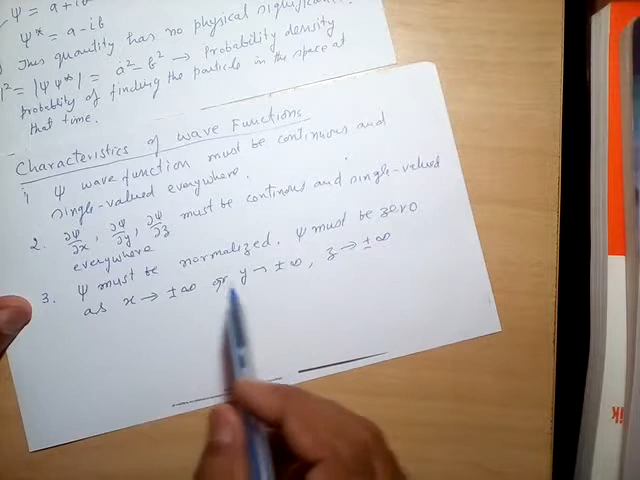 Ψ = a + ib
Ψ* = a - ib
This quantity has no physical significance
|² = |ΨΨ*| = a² - b² → Probability density
probablity of finding the particle in the space at
that time.
Characteristics of wave Functions
1) Ψ wave function must be continuous and
single-valued everywhere.
2. ∂Ψ/∂x, ∂Ψ/∂y, ∂Ψ/∂z must be continous and single-valued
everywhere
3. Ψ must be normalized. Ψ must be zero
as x → ±∞ or y → ±∞, z → ±∞